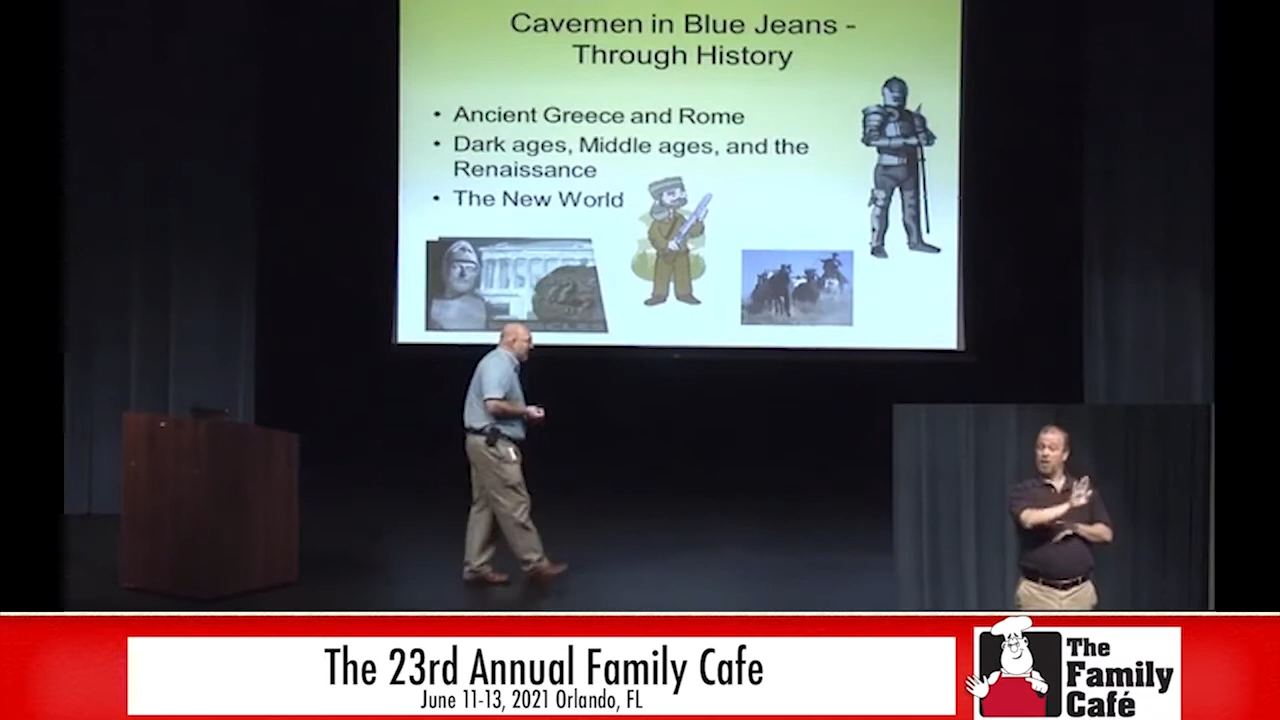 Cavemen in Blue Jeans -
Through History
• Ancient Greece and Rome
• Dark ages, Middle ages, and the
Renaissance
• The New World
The 23rd Annual Family Cafe
June 11-13, 2021 Orlando, FL
The
Family
Café